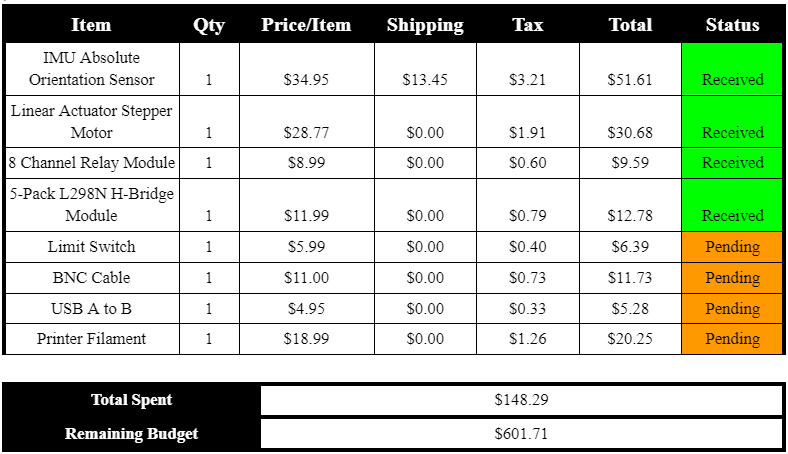 Item Qty Price/Item Shipping Tax Total Status
IMU Absolute
Orientation Sensor 1 $34.95 $13.45 $3.21 $51.61 Received
Linear Actuator Stepper
Motor 1 $28.77 $0.00 $1.91 $30.68 Received
8 Channel Relay Module 1 $8.99 $0.00 $0.60 $9.59 Received
5-Pack L298N H-Bridge
Module 1 $11.99 $0.00 $0.79 $12.78 Received
Limit Switch 1 $5.99 $0.00 $0.40 $6.39 Pending
BNC Cable 1 $11.00 $0.00 $0.73 $11.73 Pending
USB A to B 1 $4.95 $0.00 $0.33 $5.28 Pending
Printer Filament 1 $18.99 $0.00 $1.26 $20.25 Pending
Total Spent $148.29
Remaining Budget $601.71